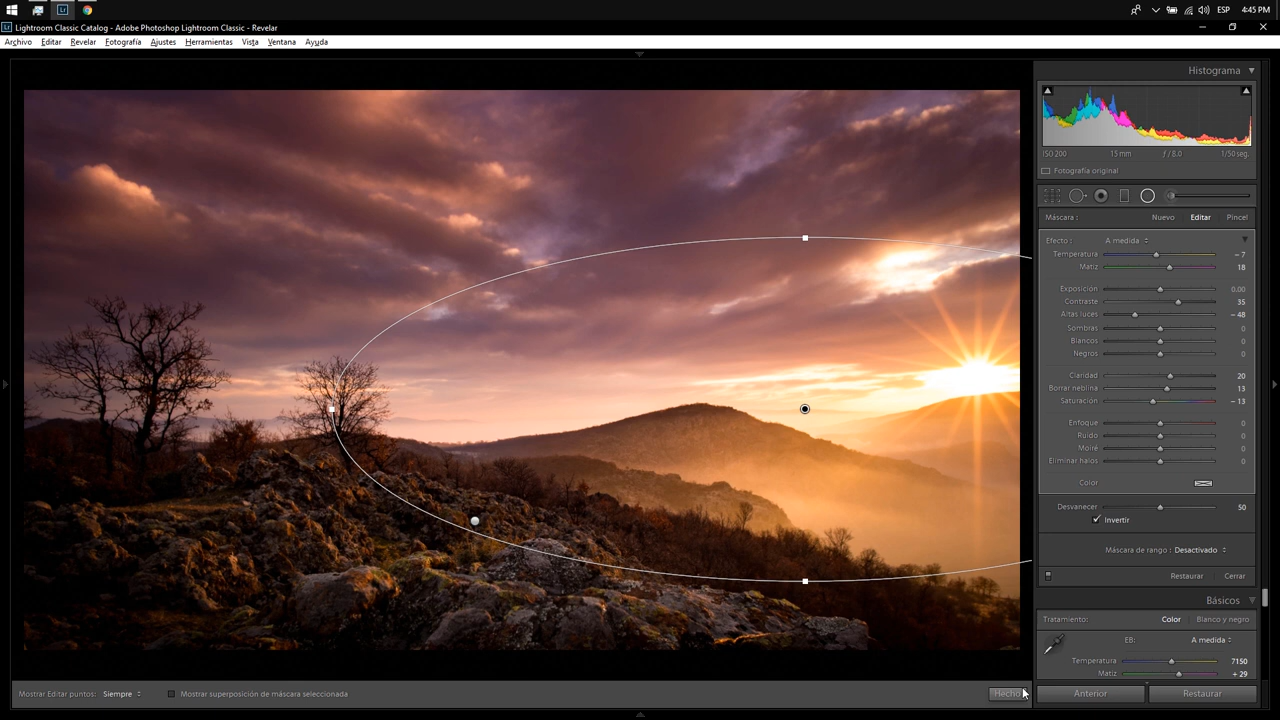 ESP 4:45 PM
Lightroom Classic Catalog - Adobe Photoshop Lightroom Classic - Revelar
Archivo Editar Revelar Fotografía Ajustes Herramientas Vista Ventana Ayuda
Histograma
ISO 200 15 mm f / 8.0 1/50 seg.
Fotografía original
Máscara : Nuevo Editar Pincel
Efecto : A medida
Temperatura − 7
Matiz 18
Exposición 0,00
Contraste 35
Altas luces − 48
Sombras 0
Blancos 0
Negros 0
Claridad 20
Borrar neblina 13
Saturación − 13
Enfoque 0
Ruido 0
Moiré 0
Eliminar halos 0
Color
Desvanecer 50
Invertir
Máscara de rango : Desactivado
Restaurar Cerrar
Básicos
Tratamiento: Color Blanco y negro
EB: A medida
Temperatura 7150
Matiz + 29
Mostrar Editar puntos: Siempre Mostrar superposición de máscara seleccionada Hecho
Anterior Restaurar